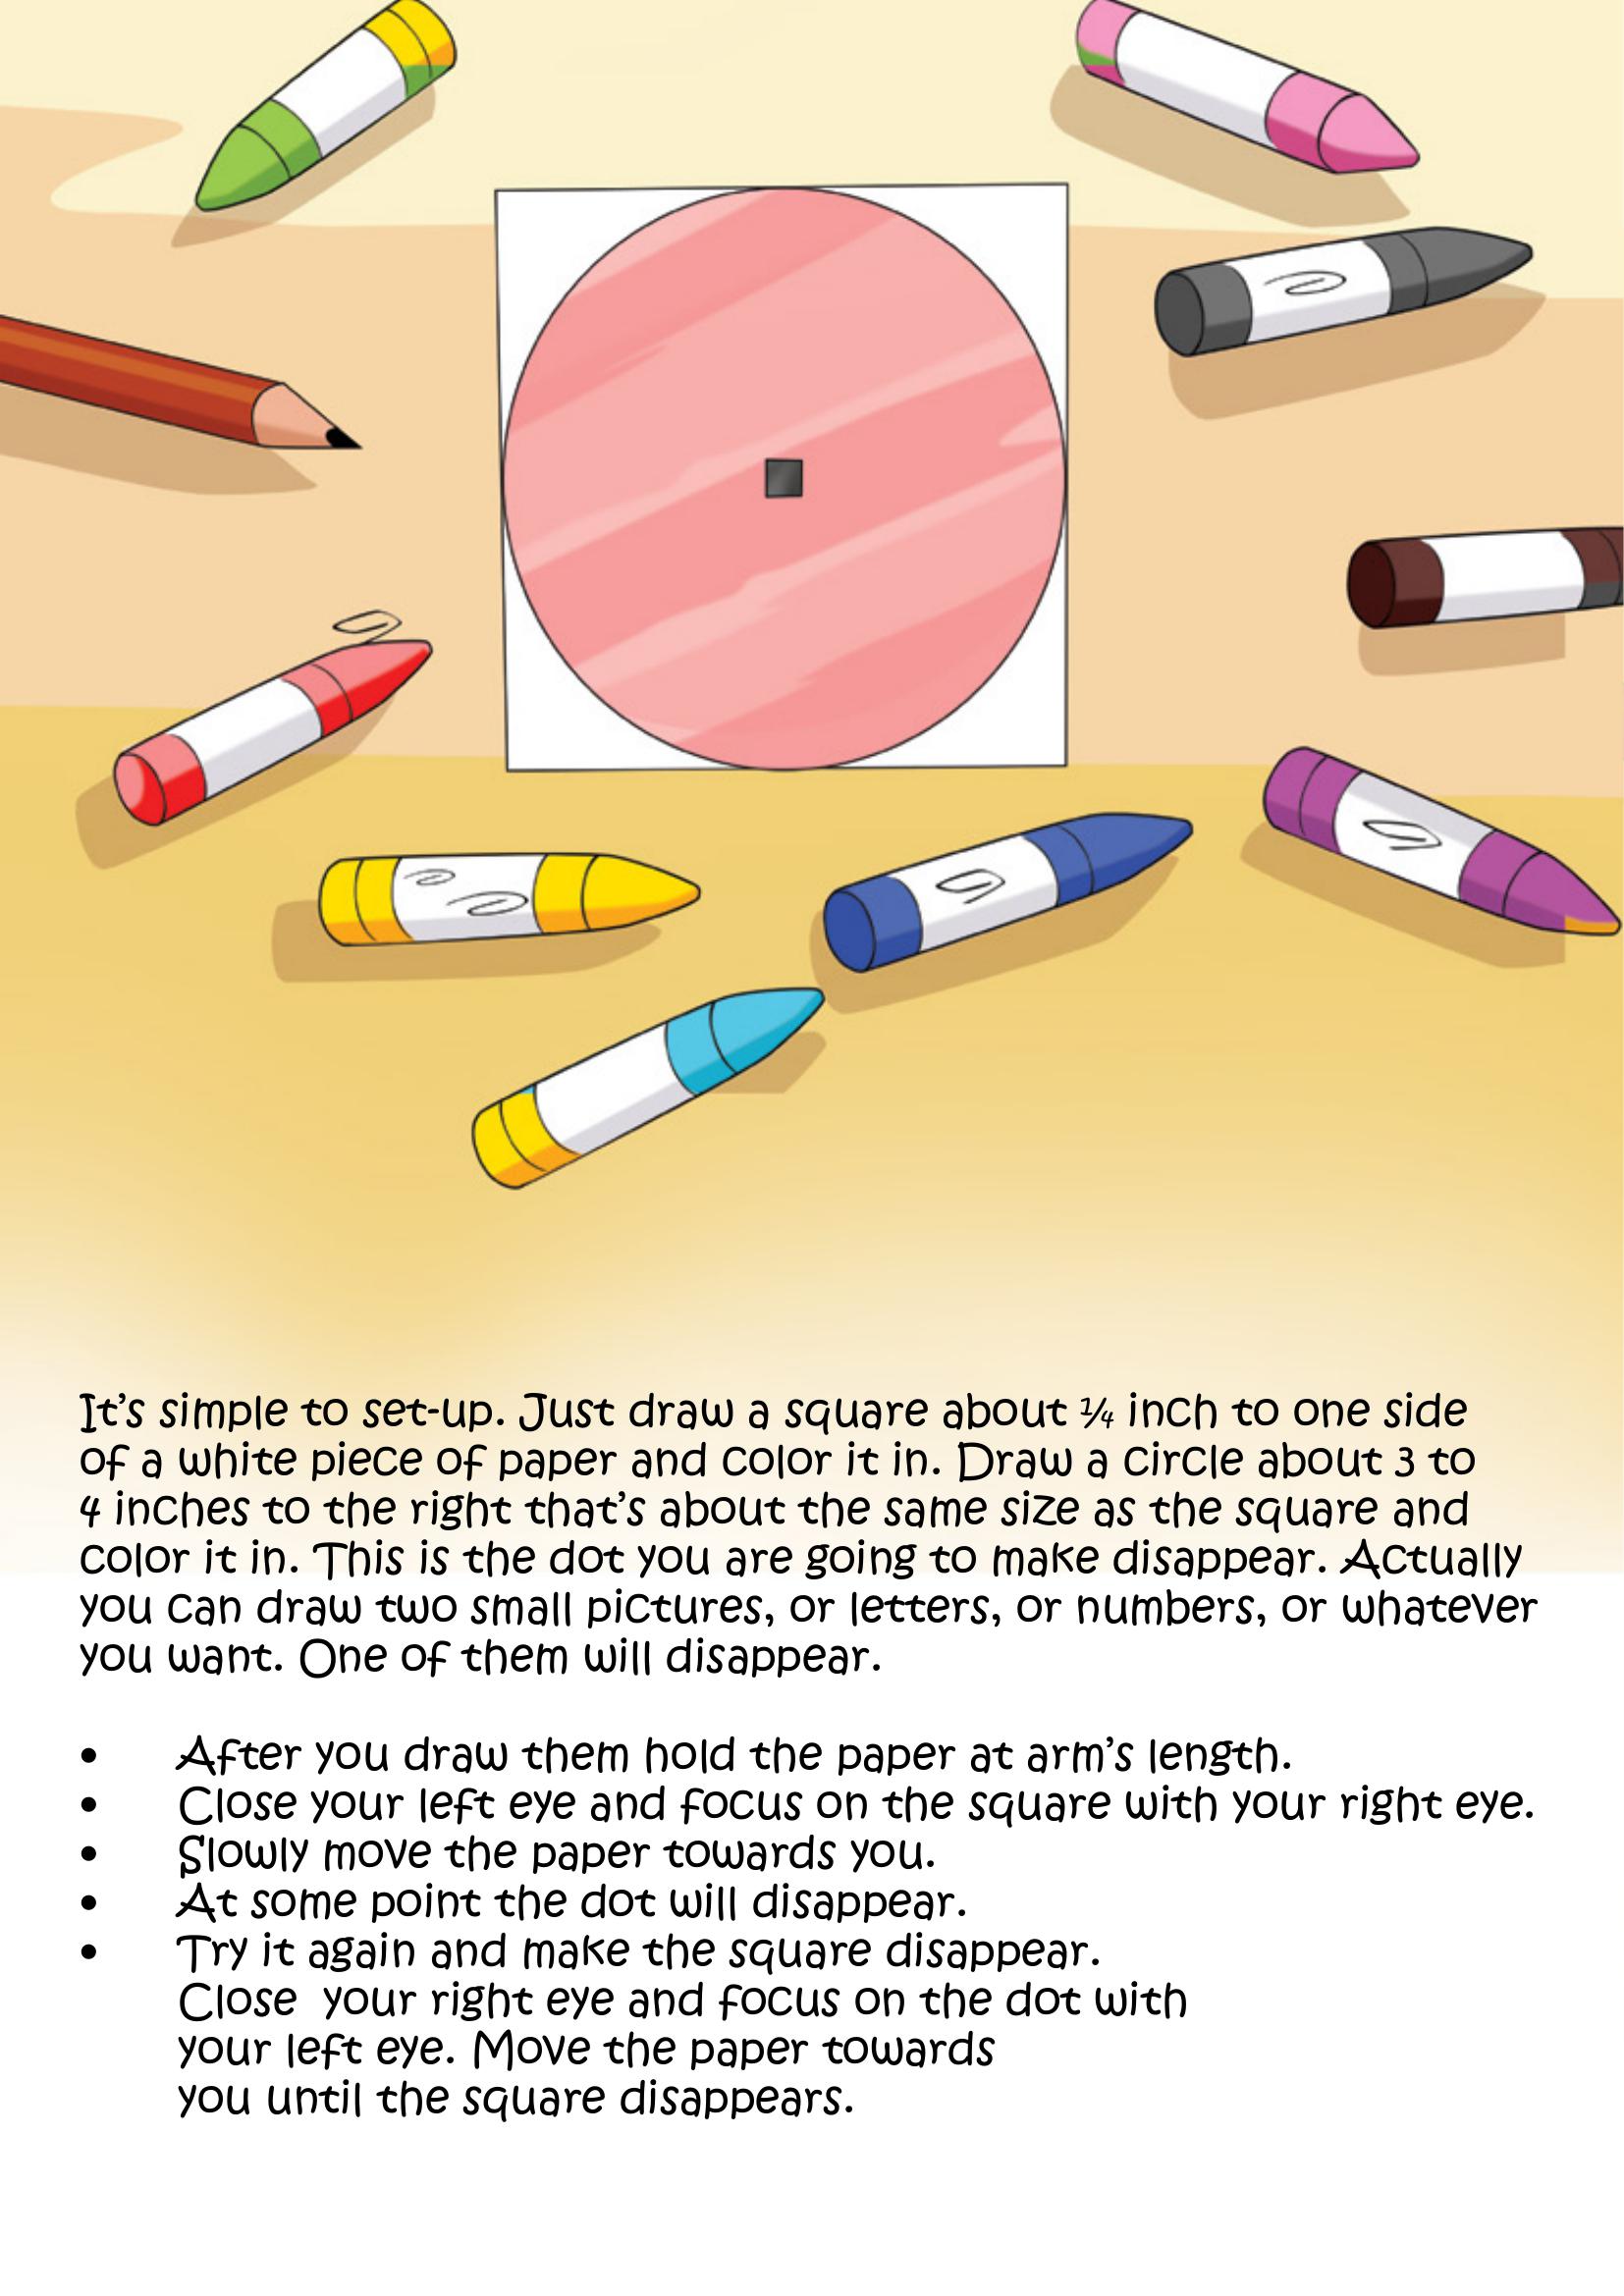 It's simple to set-up. Just draw a square about ¼ inch to one side
of a white piece of paper and color it in. Draw a circle about 3 to
4 inches to the right that's about the same size as the square and
color it in. This is the dot you are going to make disappear. Actually
you can draw two small pictures, or letters, or numbers, or whatever
you want. One of them will disappear.
• After you draw them hold the paper at arm's length.
• Close your left eye and focus on the square with your right eye.
• Slowly move the paper towards you.
• At some point the dot will disappear.
• Try it again and make the square disappear.
Close your right eye and focus on the dot with
your left eye. Move the paper towards
you until the square disappears.